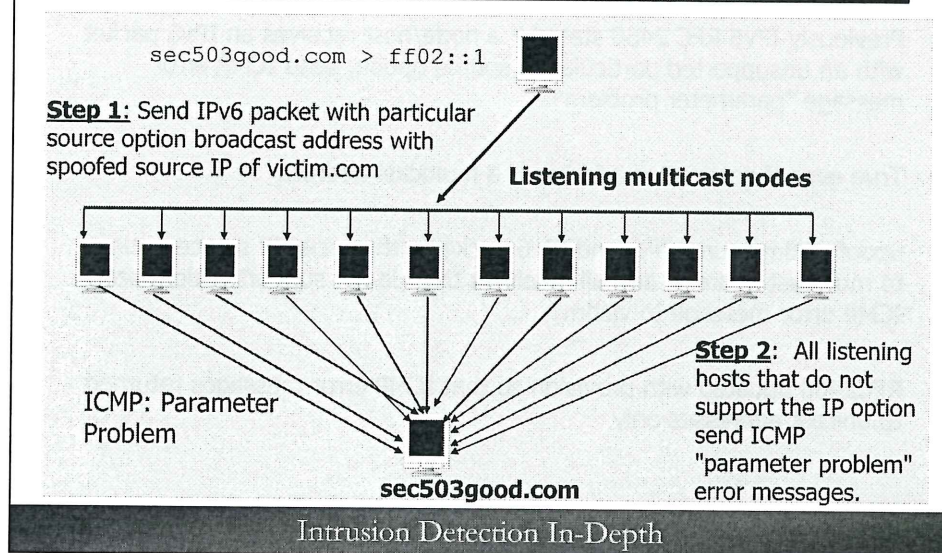 sec503good.com > ff02::1
Step 1: Send IPv6 packet with particular
source option broadcast address with
spoofed source IP of victim.com
Listening multicast nodes
ICMP: Parameter
Problem
Step 2: All listening
hosts that do not
support the IP option
send ICMP
"parameter problem"
error messages.
sec503good.com
Intrusion Detection In-Depth